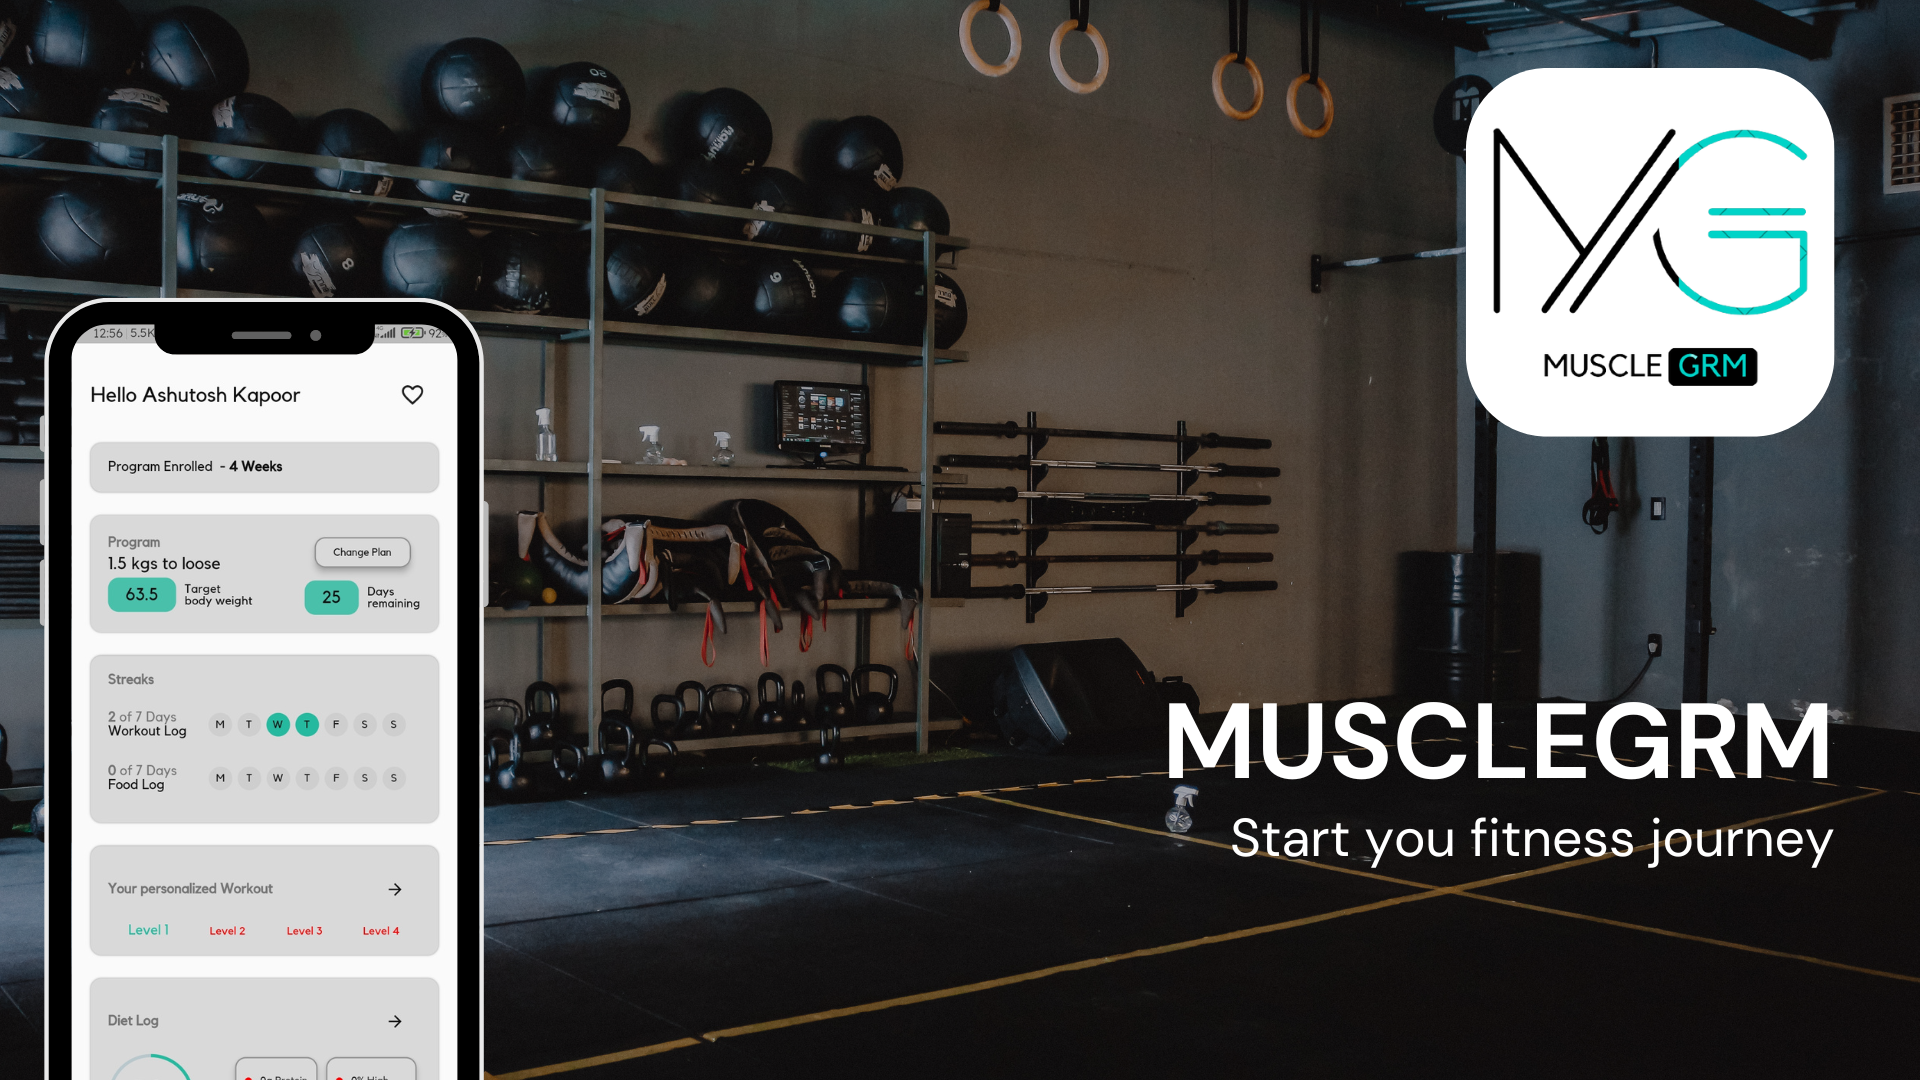 12:56 5.5K
92
Hello Ashutosh Kapoor
Program Enrolled - 4 Weeks
Program
1.5 kgs to loose
Change Plan
63.5
Target
body weight
25
Days
remaining
Streaks
2 of 7 Days
Workout Log
M T W T F S S
0 of 7 Days
Food Log
M T W T F S S
Your personalized Workout
Level 1 Level 2 Level 3 Level 4
Diet Log
MG
MUSCLE GRM
MUSCLEGRM
Start you fitness journey